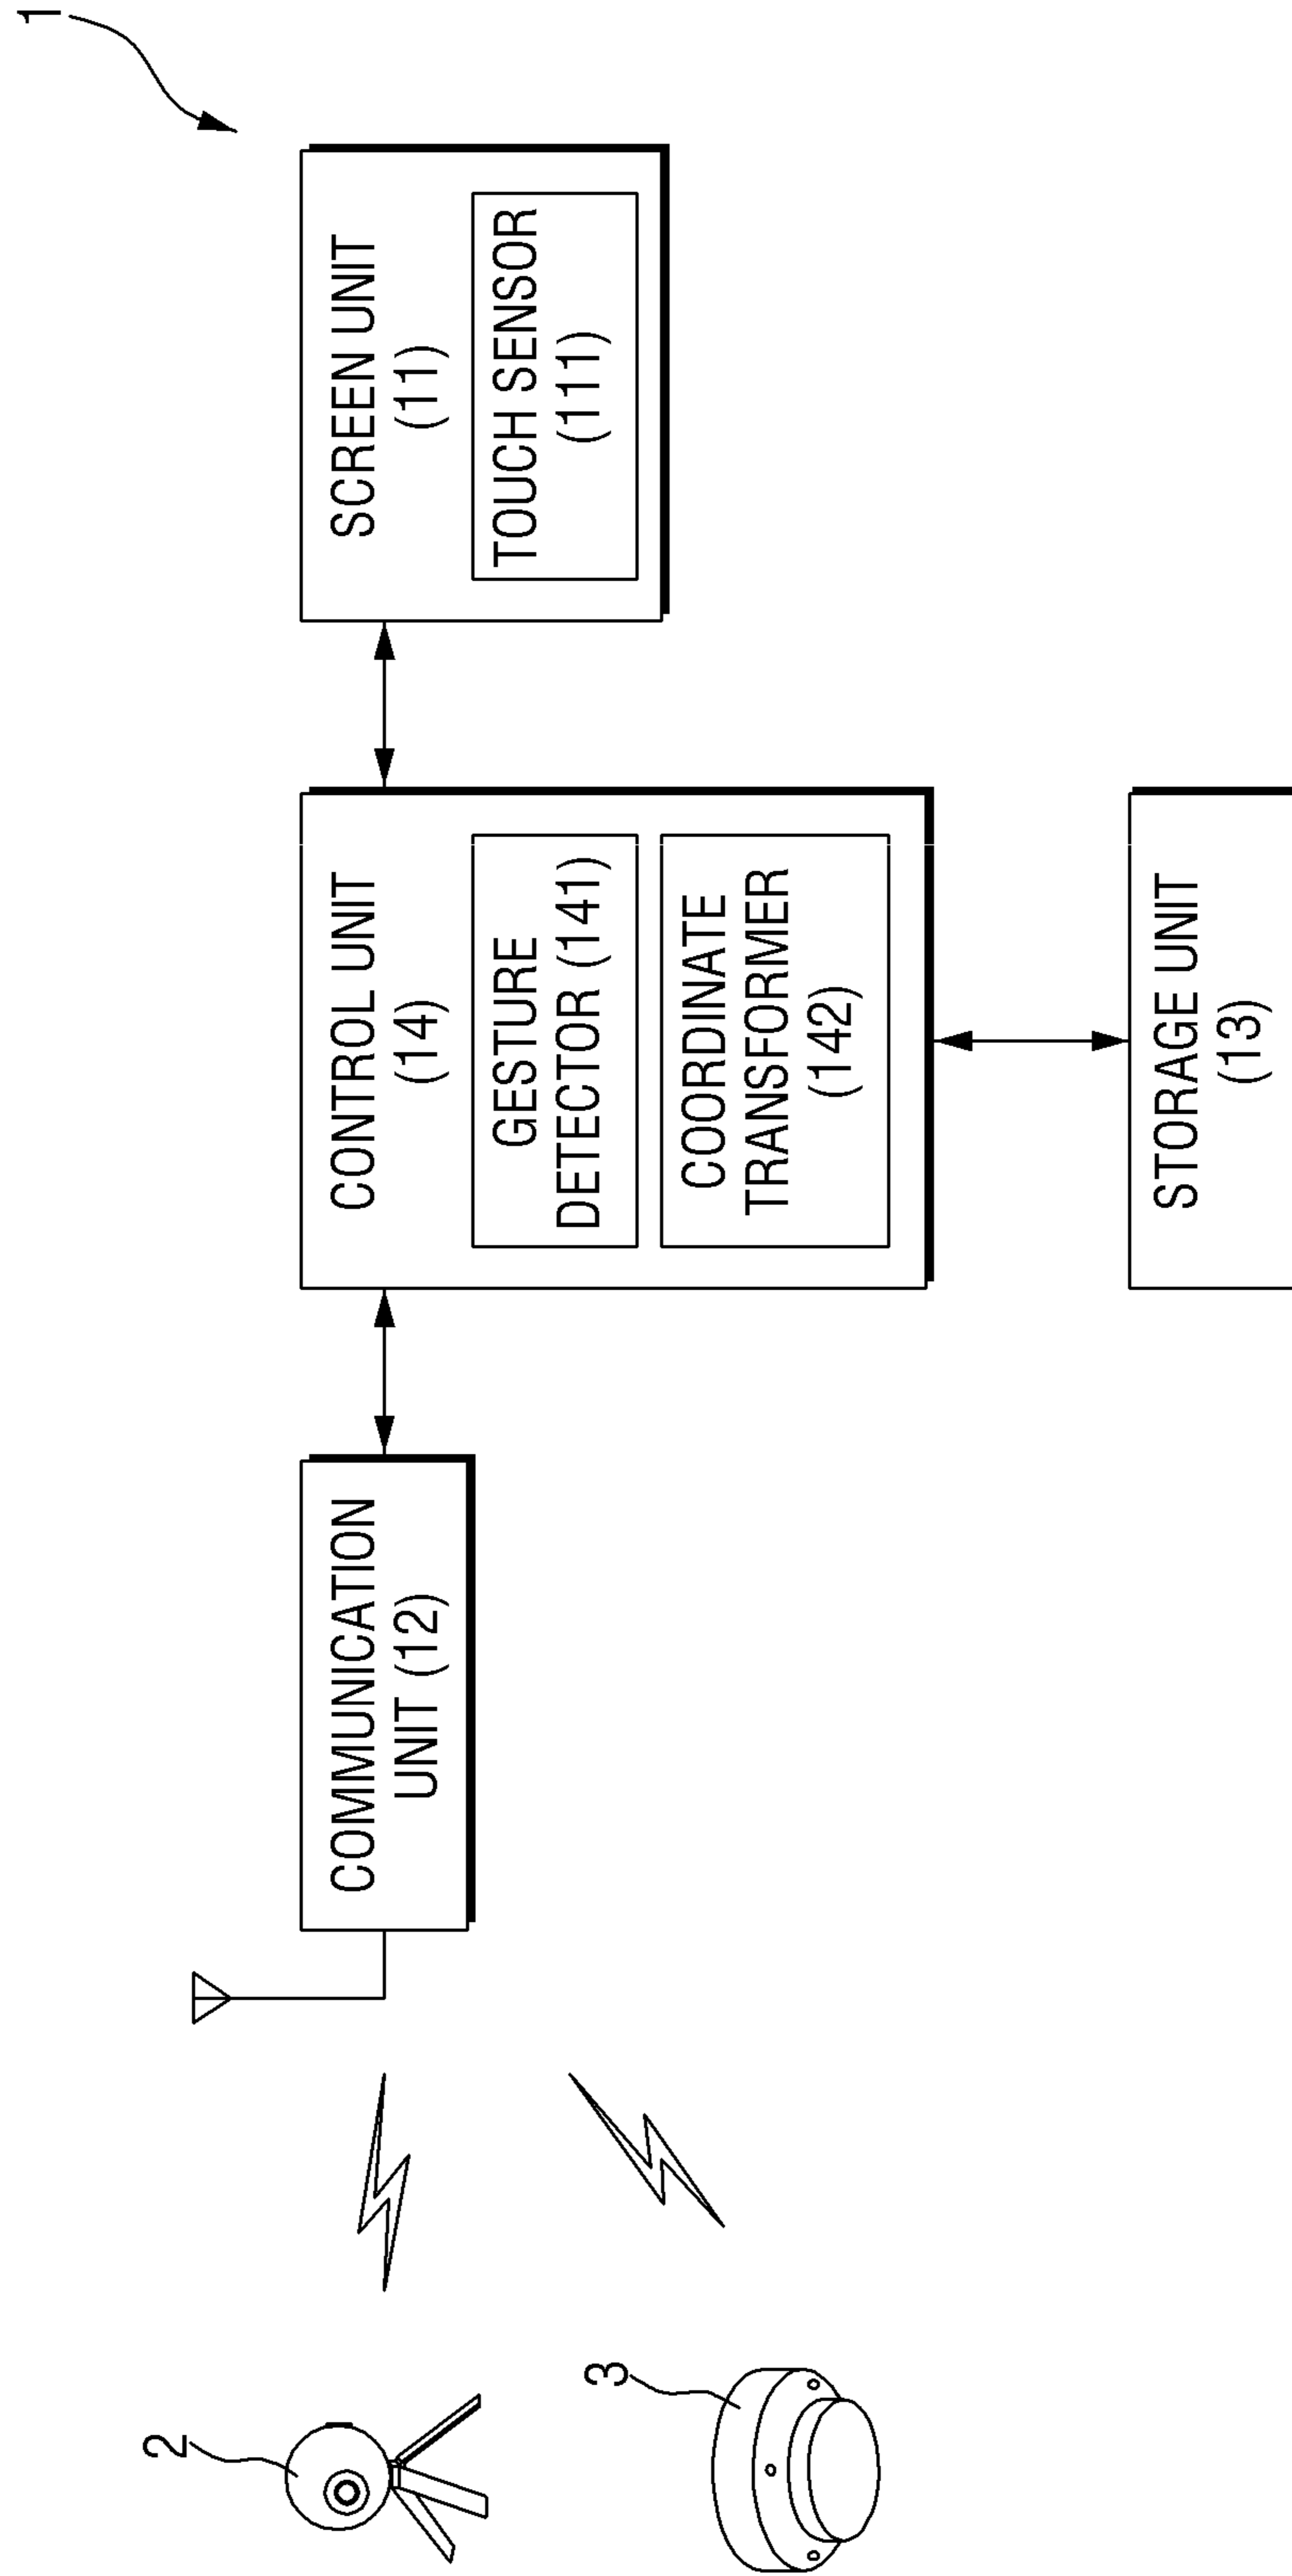 1
2
3
COMMUNICATION
UNIT (12)
CONTROL UNIT
(14)
GESTURE
DETECTOR (141)
COORDINATE
TRANSFORMER
(142)
SCREEN UNIT
(11)
TOUCH SENSOR
(111)
STORAGE UNIT
(13)